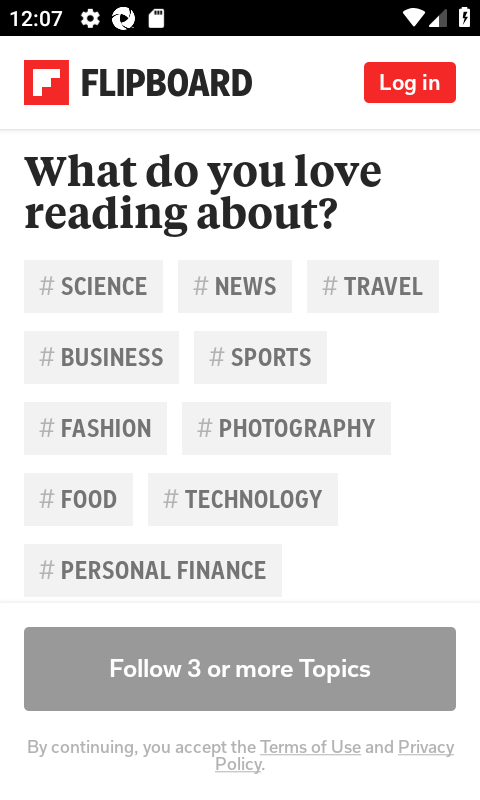 12:07
FLIPBOARD
Log in
What do you love
reading about?
# SCIENCE # NEWS # TRAVEL
# BUSINESS # SPORTS
# FASHION # PHOTOGRAPHY
# FOOD # TECHNOLOGY
# PERSONAL FINANCE
Follow 3 or more Topics
By continuing, you accept the Terms of Use and Privacy
Policy.